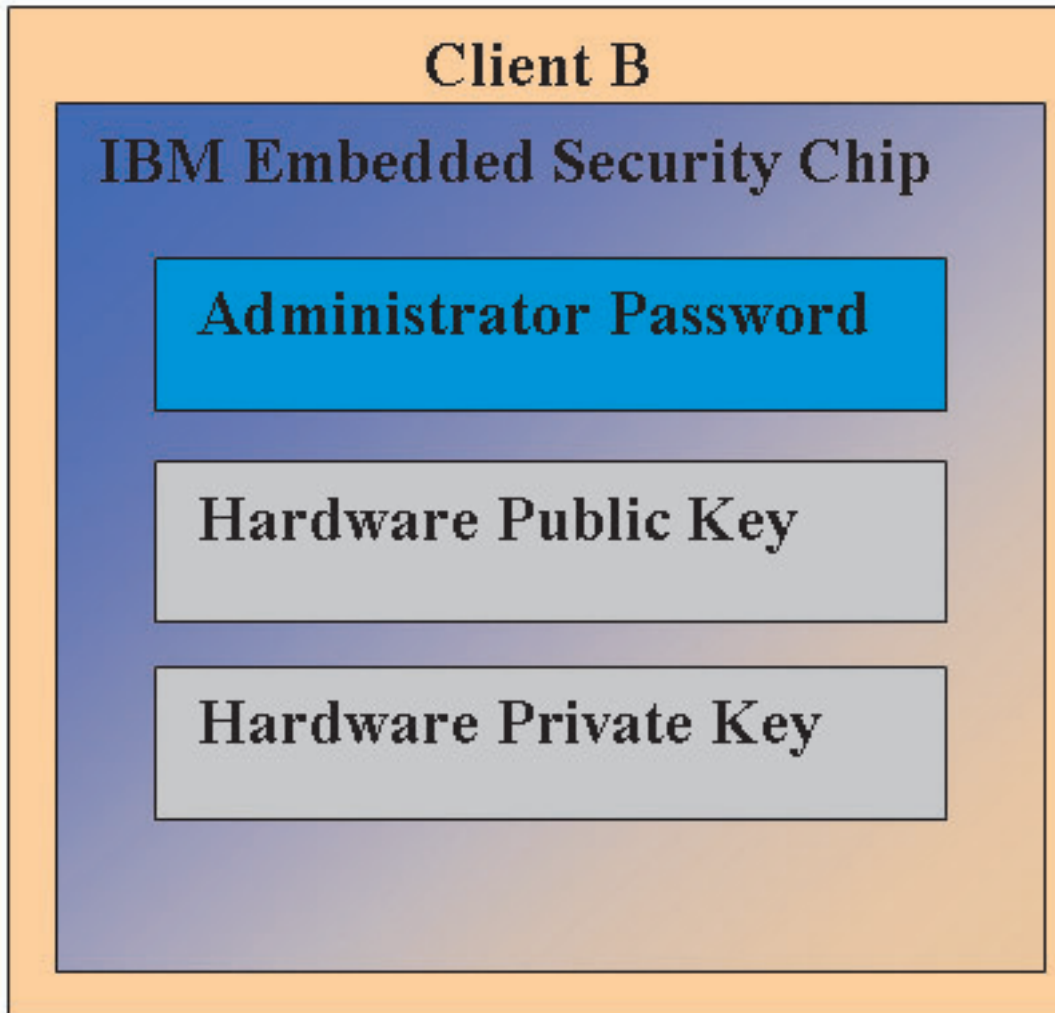 Client B
IBM Embedded Security Chip
Administrator Password
Hardware Public Key
Hardware Private Key